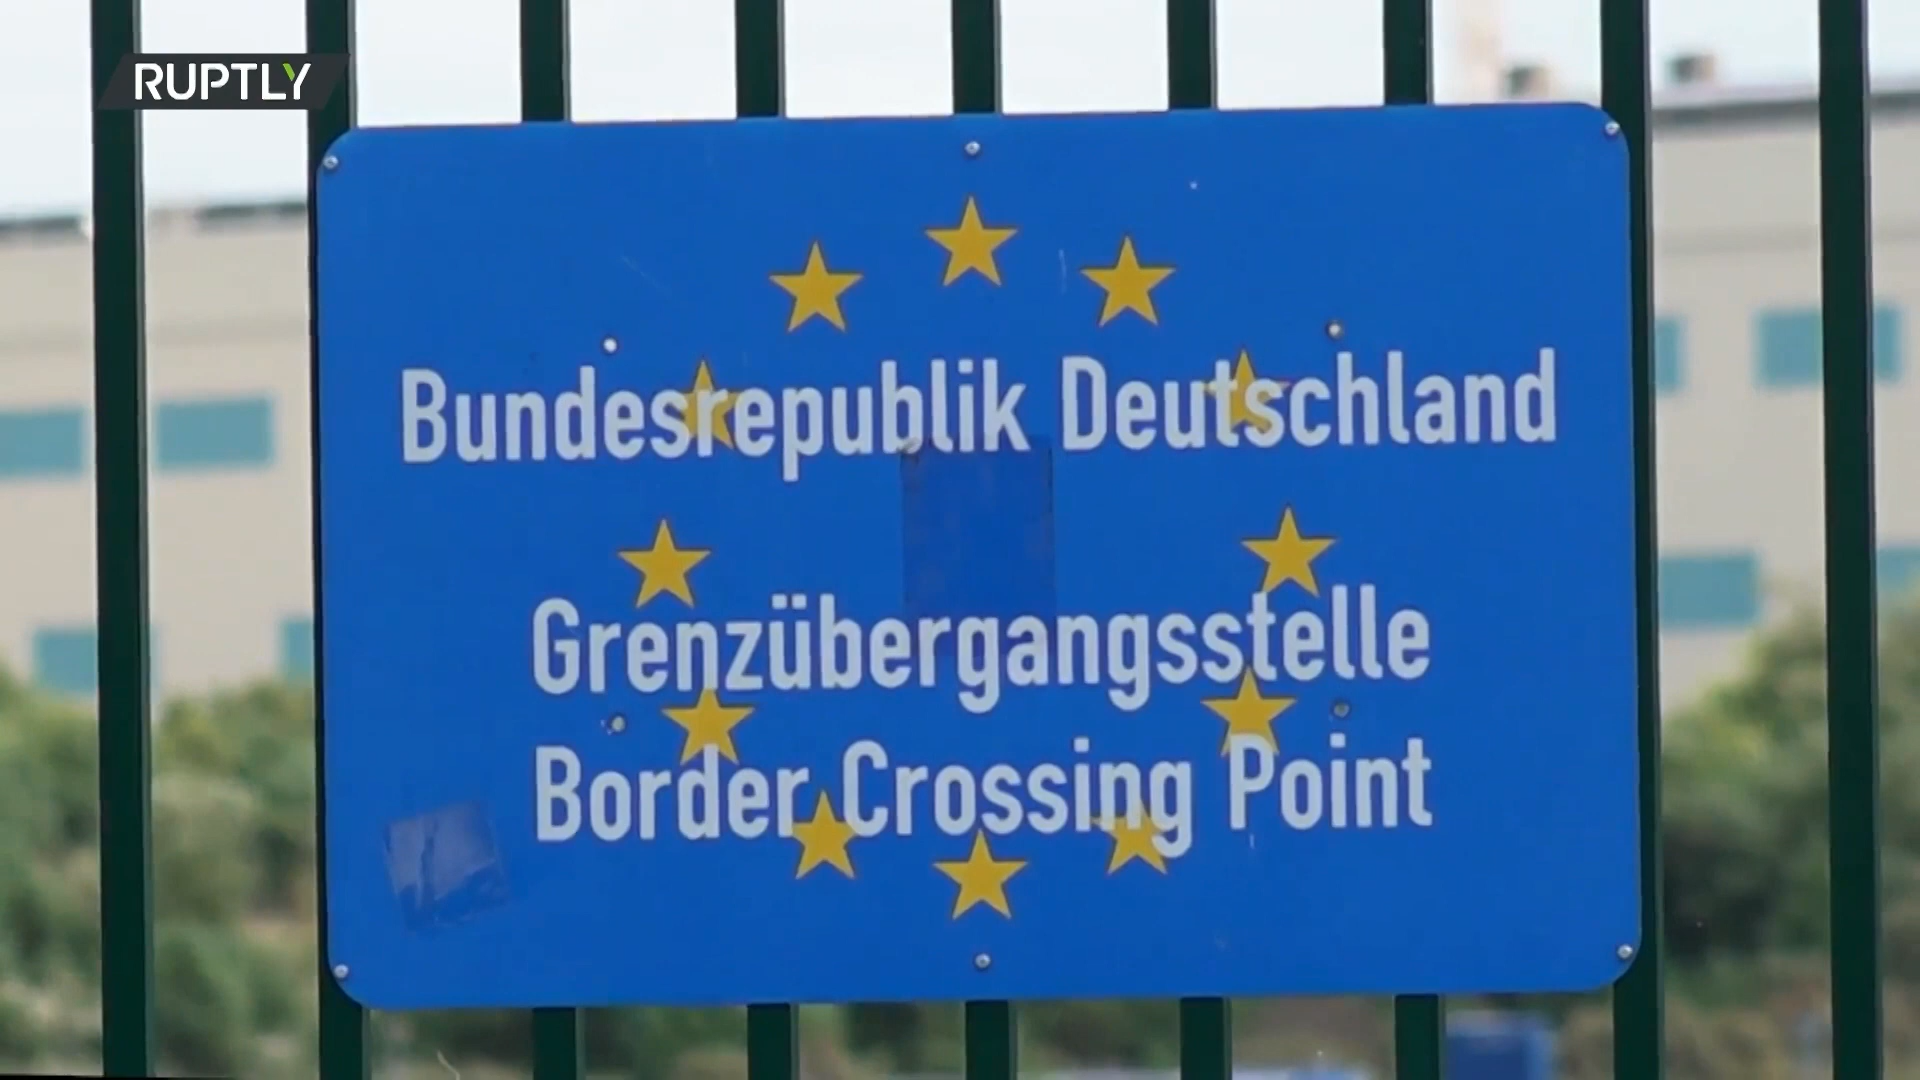 RUPTLY
Bundesrepublik Deutschland
Grenzübergangsstelle
Border Crossing Point